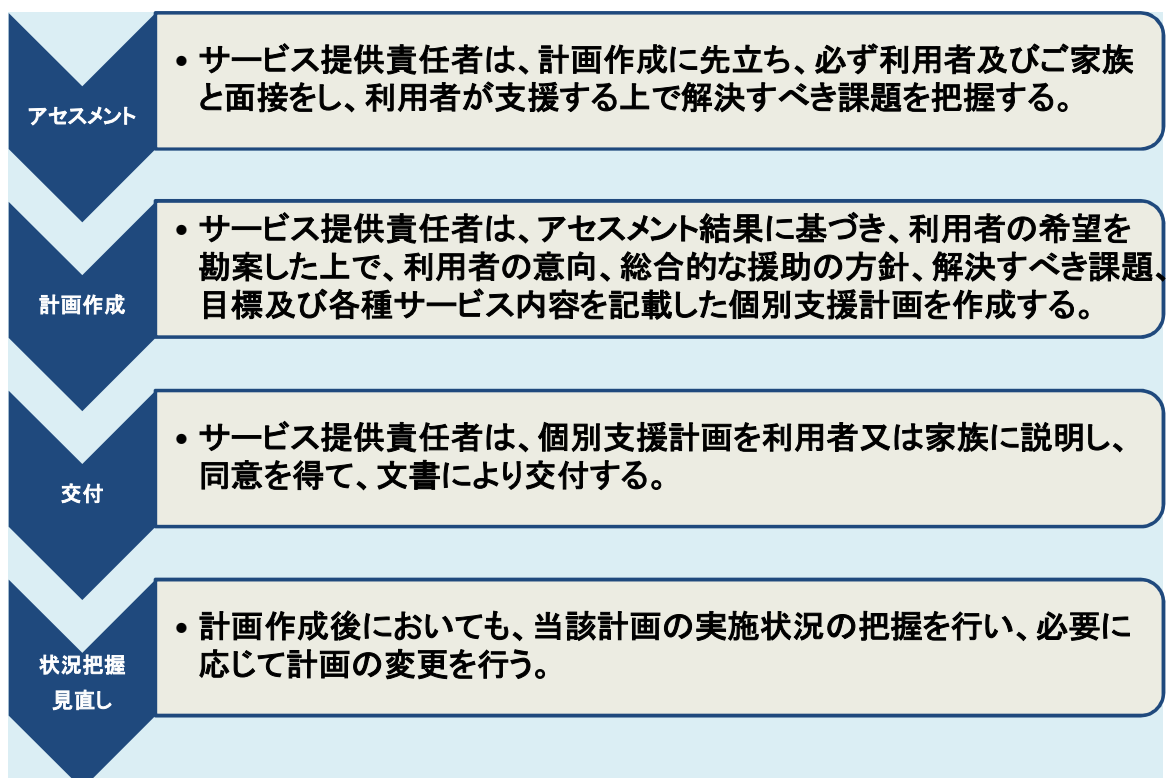 アセスメント
• サービス提供責任者は、計画作成に先立ち、必ず利用者及びご家族
と面接をし、利用者が支援する上で解決すべき課題を把握する。
計画作成
• サービス提供責任者は、アセスメント結果に基づき、利用者の希望を
勘案した上で、利用者の意向、総合的な援助の方針、解決すべき課題、
目標及び各種サービス内容を記載した個別支援計画を作成する。
交付
• サービス提供責任者は、個別支援計画を利用者又は家族に説明し、
同意を得て、文書により交付する。
状況把握
見直し
• 計画作成後においても、当該計画の実施状況の把握を行い、必要に
応じて計画の変更を行う。